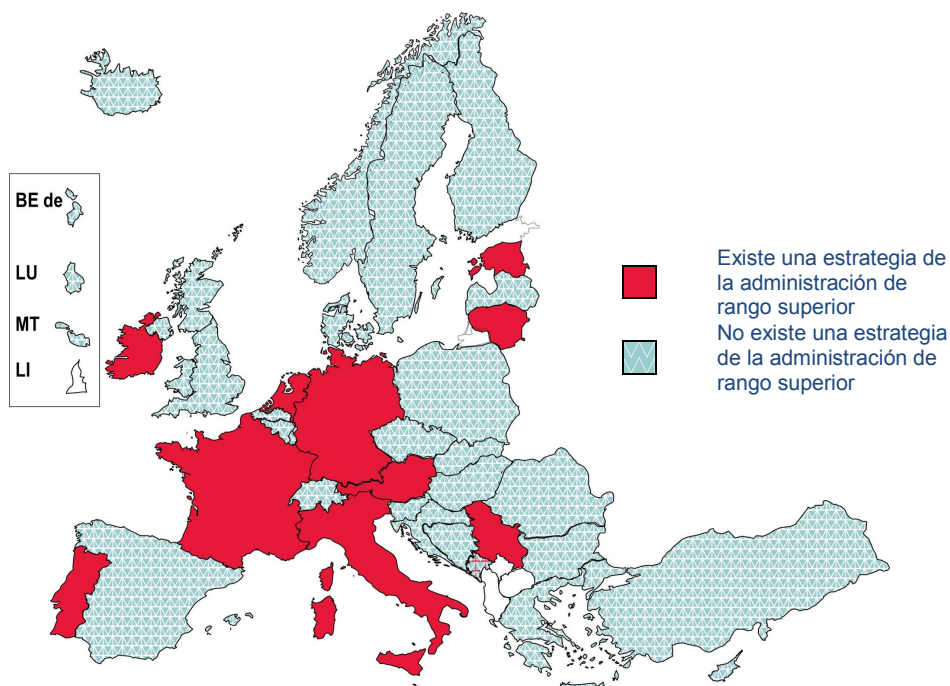 BE de
LU
MT
LI
Existe una estrategia de
la administración de
rango superior
No existe una estrategia
de la administración de
rango superior